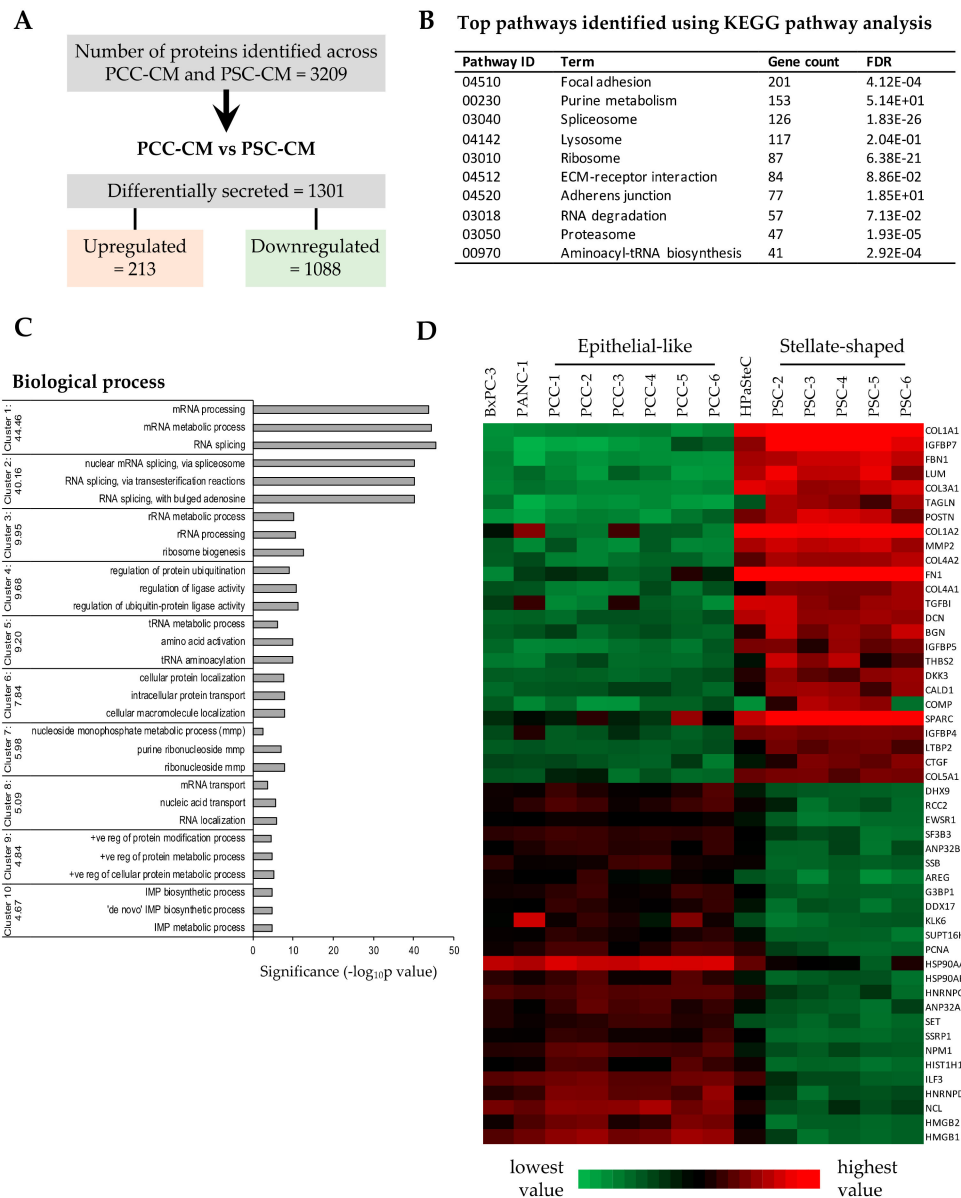 A
Number of proteins identified across
PCC-CM and PSC-CM = 3209
PCC-CM vs PSC-CM
Differentially secreted = 1301
Upregulated
= 213
Downregulated
= 1088
B
Top pathways identified using KEGG pathway analysis
Pathway ID Term Gene count FDR
04510 Focal adhesion 201 4.12E-04
00230 Purine metabolism 153 5.14E+01
03040 Spliceosome 126 1.83E-26
04142 Lysosome 117 2.04E-01
03010 Ribosome 87 6.38E-21
04512 ECM-receptor interaction 84 8.86E-02
04520 Adherens junction 77 1.85E+01
03018 RNA degradation 57 7.13E-02
03050 Proteasome 47 1.93E-05
00970 Aminoacyl-tRNA biosynthesis 41 2.92E-04
C
Biological process
Cluster 1:
44.46
mRNA processing
mRNA metabolic process
RNA splicing
Cluster 2:
40.16
nuclear mRNA splicing, via spliceosome
RNA splicing, via transesterification reactions
RNA splicing, with bulged adenosine
Cluster 3:
9.95
rRNA metabolic process
rRNA processing
ribosome biogenesis
Cluster 4:
9.68
regulation of protein ubiquitination
regulation of ligase activity
regulation of ubiquitin-protein ligase activity
Cluster 5:
9.20
tRNA metabolic process
amino acid activation
tRNA aminoacylation
Cluster 6:
7.84
cellular protein localization
intracellular protein transport
cellular macromolecule localization
Cluster 7:
5.98
nucleoside monophosphate metabolic process (mmp)
purine ribonucleoside mmp
ribonucleoside mmp
Cluster 8:
5.09
mRNA transport
nucleic acid transport
RNA localization
Cluster 9:
4.84
+ve reg of protein modification process
+ve reg of protein metabolic process
+ve reg of cellular protein metabolic process
Cluster 10
4.67
IMP biosynthetic process
'de novo' IMP biosynthetic process
IMP metabolic process
0 10 20 30 40 50
Significance (-log10p value)
D
Epithelial-like Stellate-shaped
BxPC-3 PANC-1 PCC-1 PCC-2 PCC-3 PCC-4 PCC-5 PCC-6 HPaSteC PSC-2 PSC-3 PSC-4 PSC-5 PSC-6
COL1A1
IGFBP7
FBN1
LUM
COL3A1
TAGLN
POSTN
COL1A2
MMP2
COL4A2
FN1
COL4A1
TGFBI
DCN
BGN
IGFBP5
THBS2
DKK3
CALD1
COMP
SPARC
IGFBP4
LTBP2
CTGF
COL5A1
DHX9
RCC2
EWSR1
SF3B3
ANP32B
SSB
AREG
G3BP1
DDX17
KLK6
SUPT16H
PCNA
HSP90AA
HSP90AB
HNRNPC
ANP32A
SET
SSRP1
NPM1
HIST1H1
ILF3
HNRNPD
NCL
HMGB2
HMGB1
lowest
value
highest
value